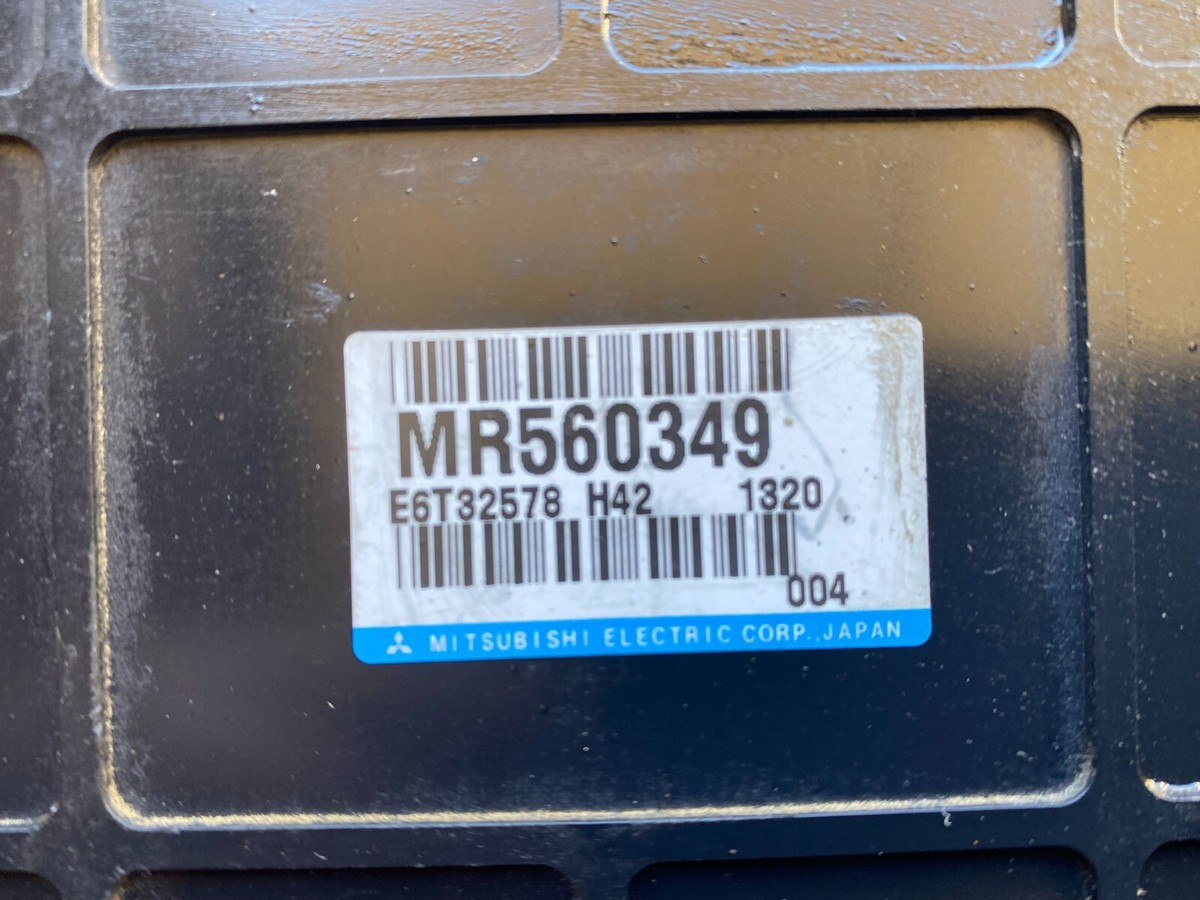 MR560349
E6T32578 H42 1320
004
MITSUBISHI ELECTRIC CORP.,JAPAN